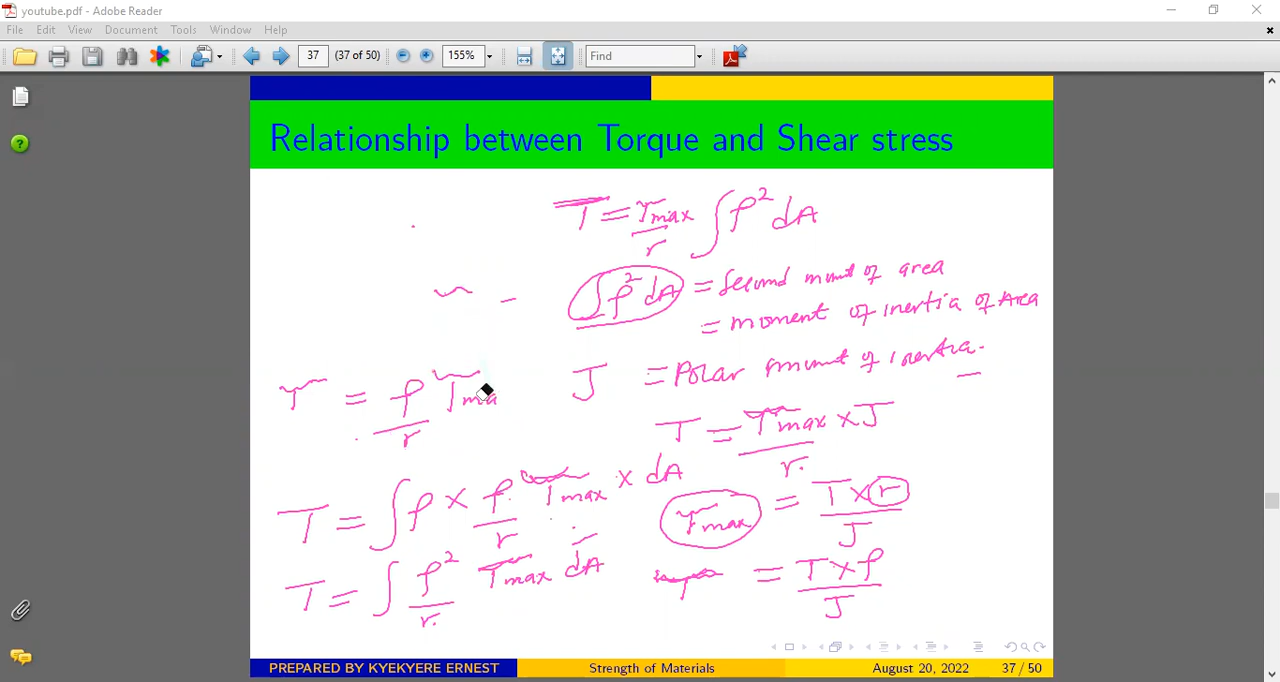 youtube.pdf - Adobe Reader
File Edit View Document Tools Window Help
37 (37 of 50) 155% Find
Relationship between Torque and Shear stress
T = τmax/r ∫ρ² dA
∫ρ² dA = Second mmt of area
= moment of inertia of Area
J = Polar mmt of inertia.
τ = ρ/r τma
T = τmax/r. × J
T = ∫ρ × ρ/r τmax × dA
τmax = T×r/J
T = ∫ρ²/r. τmax dA
τ = T×ρ/J
PREPARED BY KYEKYERE ERNEST Strength of Materials August 20, 2022 37 / 50